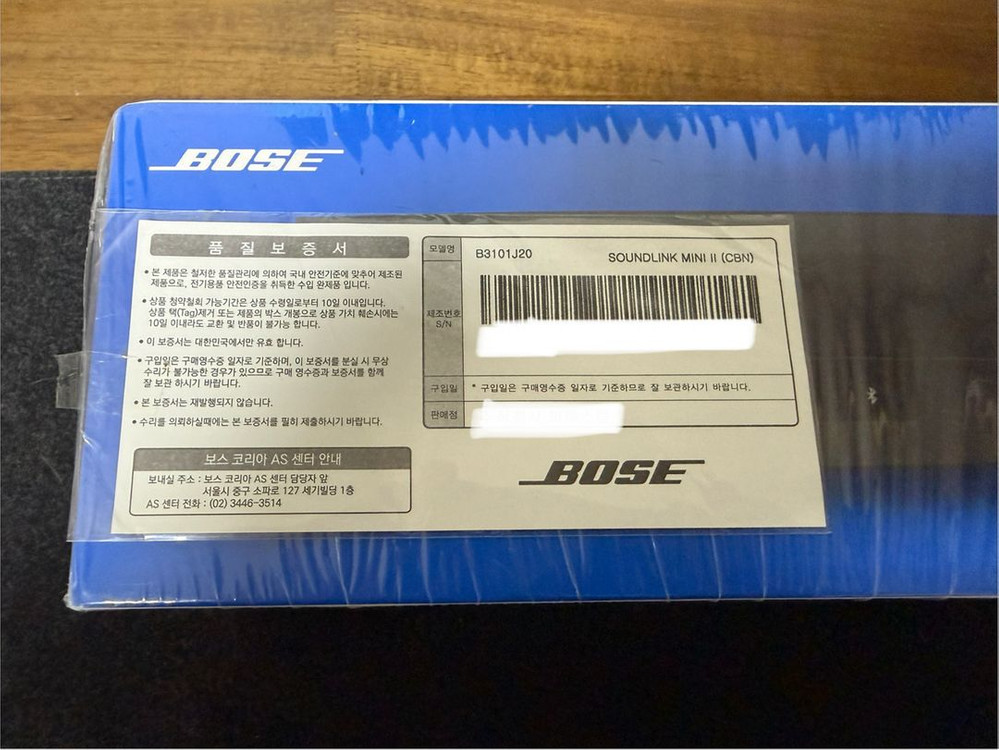 BOSE
품질보증서
• 본 제품은 철저한 품질관리에 의하여 국내 안전기준에 맞추어 제조된
제품으로, 전기용품 안전인증을 취득한 수입 완제품 입니다.
• 상품 청약철회 가능기간은 상품 수령일로부터 10일 이내입니다.
상품 택(Tag)제거 또는 제품의 박스 개봉으로 상품 가치 훼손시에는
10일 이내라도 교환 및 반품이 불가능 합니다.
• 이 보증서는 대한민국에서만 유효 합니다.
• 구입일은 구매영수증 일자로 기준하며, 이 보증서를 분실 시 무상
수리가 불가능한 경우가 있으므로 구매 영수증과 보증서를 함께
잘 보관 하시기 바랍니다.
• 본 보증서는 재발행되지 않습니다.
• 수리를 의뢰하실때에는 본 보증서를 필히 제출하시기 바랍니다.
보스 코리아 AS 센터 안내
보내실 주소 : 보스 코리아 AS 센터 담당자 앞
서울시 중구 소파로 127 세기빌딩 1층
AS 센터 전화 : (02) 3446-3514
모델명 B3101J20 SOUNDLINK MINI II (CBN)
제조번호
S/N
구입일 * 구입일은 구매영수증 일자로 기준하므로 잘 보관하시기 바랍니다.
판매점
BOSE